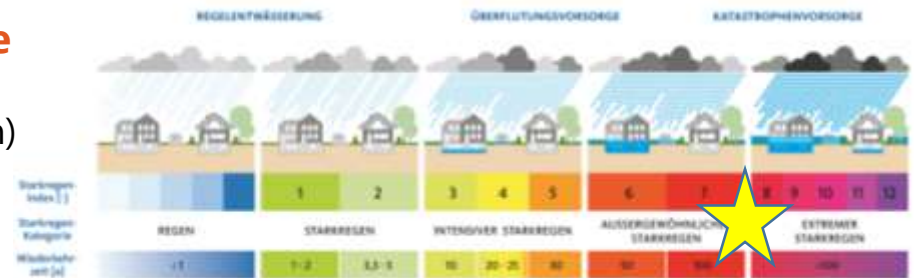 e
n)
REGELENTWÄSSERUNG ÜBERFLUTUNGSVORSORGE KATASTROPHENVORSORGE
Starkregen-
Index [-] 1 2 3 4 5 6 7 8 9 10 11 12
Starkregen-
Kategorie REGEN STARKREGEN INTENSIVER STARKREGEN AUSSERGEWÖHNLICHE STARKREGEN EXTREMER STARKREGEN
Wiederkehr-
zeit [a] <1 1-2 3,3-5 10 20-25 50 100 >100